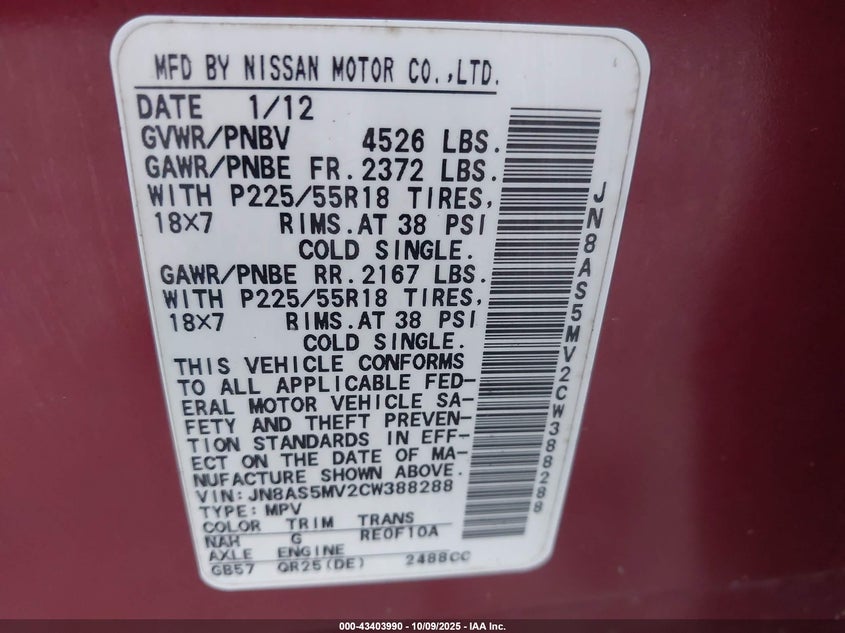 MFD BY NISSAN MOTOR CO.,LTD.
DATE 1/12
GVWR/PNBV 4526 LBS.
GAWR/PNBE FR. 2372 LBS.
WITH P225/55R18 TIRES,
18X7 RIMS.AT 38 PSI
COLD SINGLE.
GAWR/PNBE RR. 2167 LBS.
WITH P225/55R18 TIRES,
18X7 RIMS.AT 38 PSI
COLD SINGLE.
THIS VEHICLE CONFORMS
TO ALL APPLICABLE FED-
ERAL MOTOR VEHICLE SA-
FETY AND THEFT PREVEN-
TION STANDARDS IN EFF-
ECT ON THE DATE OF MA-
NUFACTURE SHOWN ABOVE.
VIN: JN8AS5MV2CW388288
TYPE: MPV
COLOR TRIM TRANS
NAH G RE0F10A
AXLE ENGINE
GB57 QR25(DE) 2488CC
JN8AS5MV2CW388288
000-43403990 - 10/09/2025 - IAA Inc.